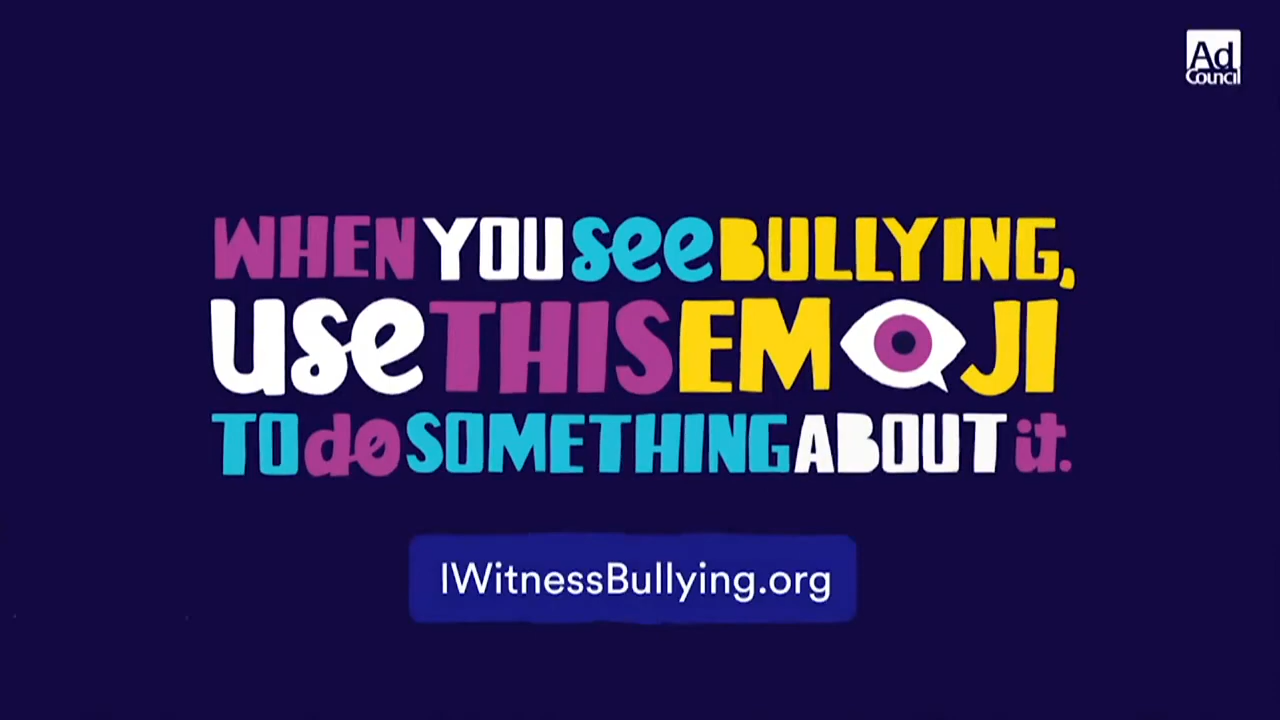 Ad
Council
WHEN YOU see BULLYING,
use THIS EMOJI
TO do SOMETHING ABOUT it.
IWitnessBullying.org